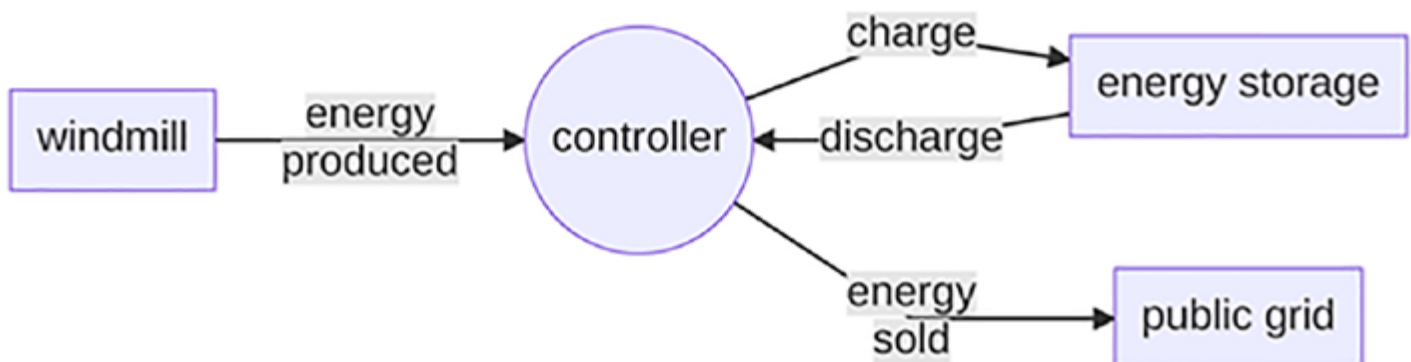 windmill
energy
produced
controller
charge
discharge
energy storage
energy
sold
public grid